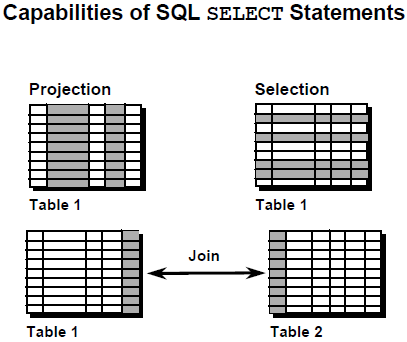 Capabilities of SQL SELECT Statements
Projection
Selection
Table 1
Table 1
Join
Table 1
Table 2